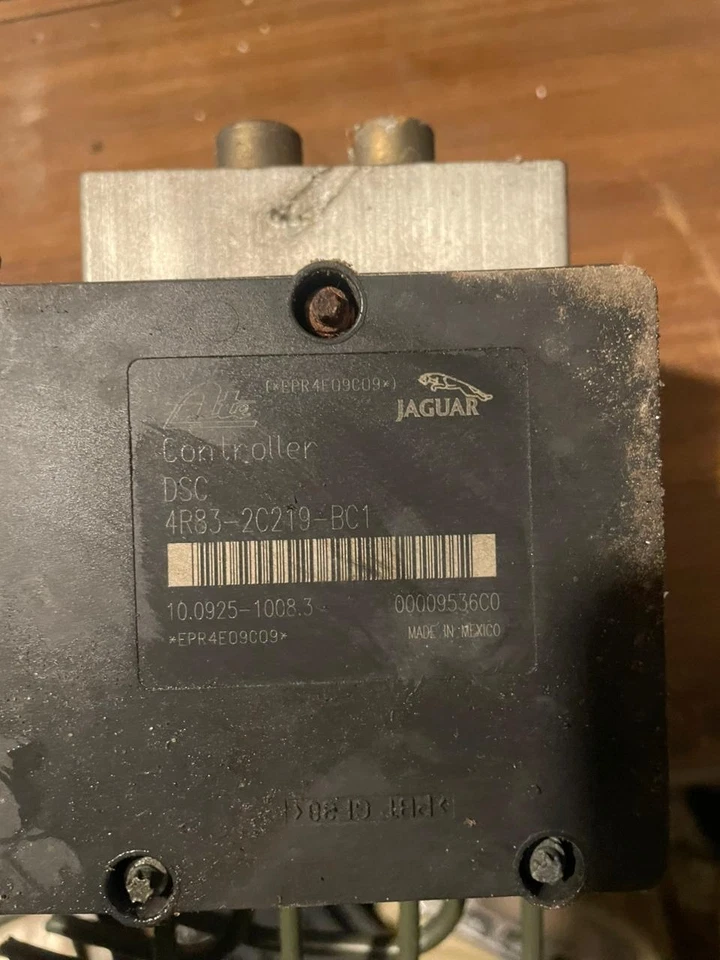 (*EPR4E09C09*)
Ate
JAGUAR
Controller
DSC
4R83-2C219-BC1
10.0925-1008.3
00009536C0
*EPR4E09C09*
MADE IN MEXICO